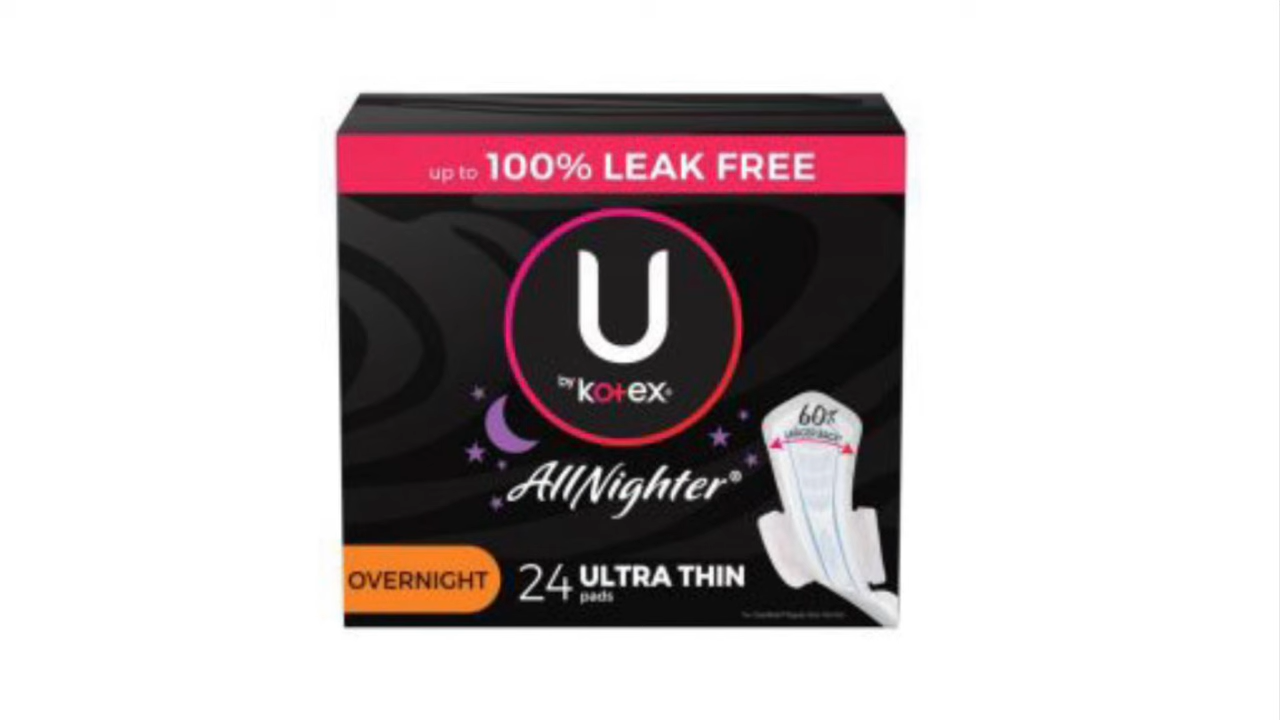 up to 100% LEAK FREE
U
by kotex®
AllNighter®
60%
OVERNIGHT
24 ULTRA THIN
pads